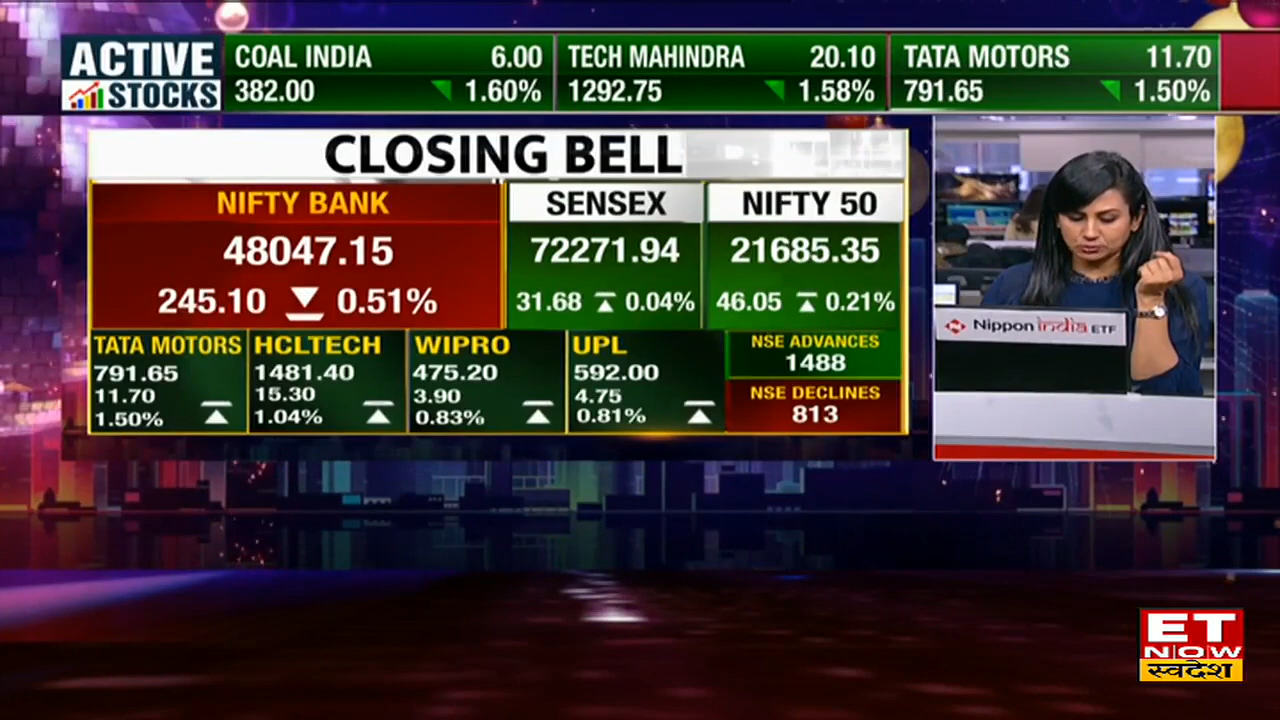 ACTIVE STOCKS
COAL INDIA 6.00
382.00 1.60%
TECH MAHINDRA 20.10
1292.75 1.58%
TATA MOTORS 11.70
791.65 1.50%
CLOSING BELL
NIFTY BANK
48047.15
245.10 0.51%
SENSEX
72271.94
31.68 0.04%
NIFTY 50
21685.35
46.05 0.21%
TATA MOTORS
791.65
11.70
1.50%
HCLTECH
1481.40
15.30
1.04%
WIPRO
475.20
3.90
0.83%
UPL
592.00
4.75
0.81%
NSE ADVANCES
1488
NSE DECLINES
813
Nippon india ETF
ET
NOW
स्वदेश